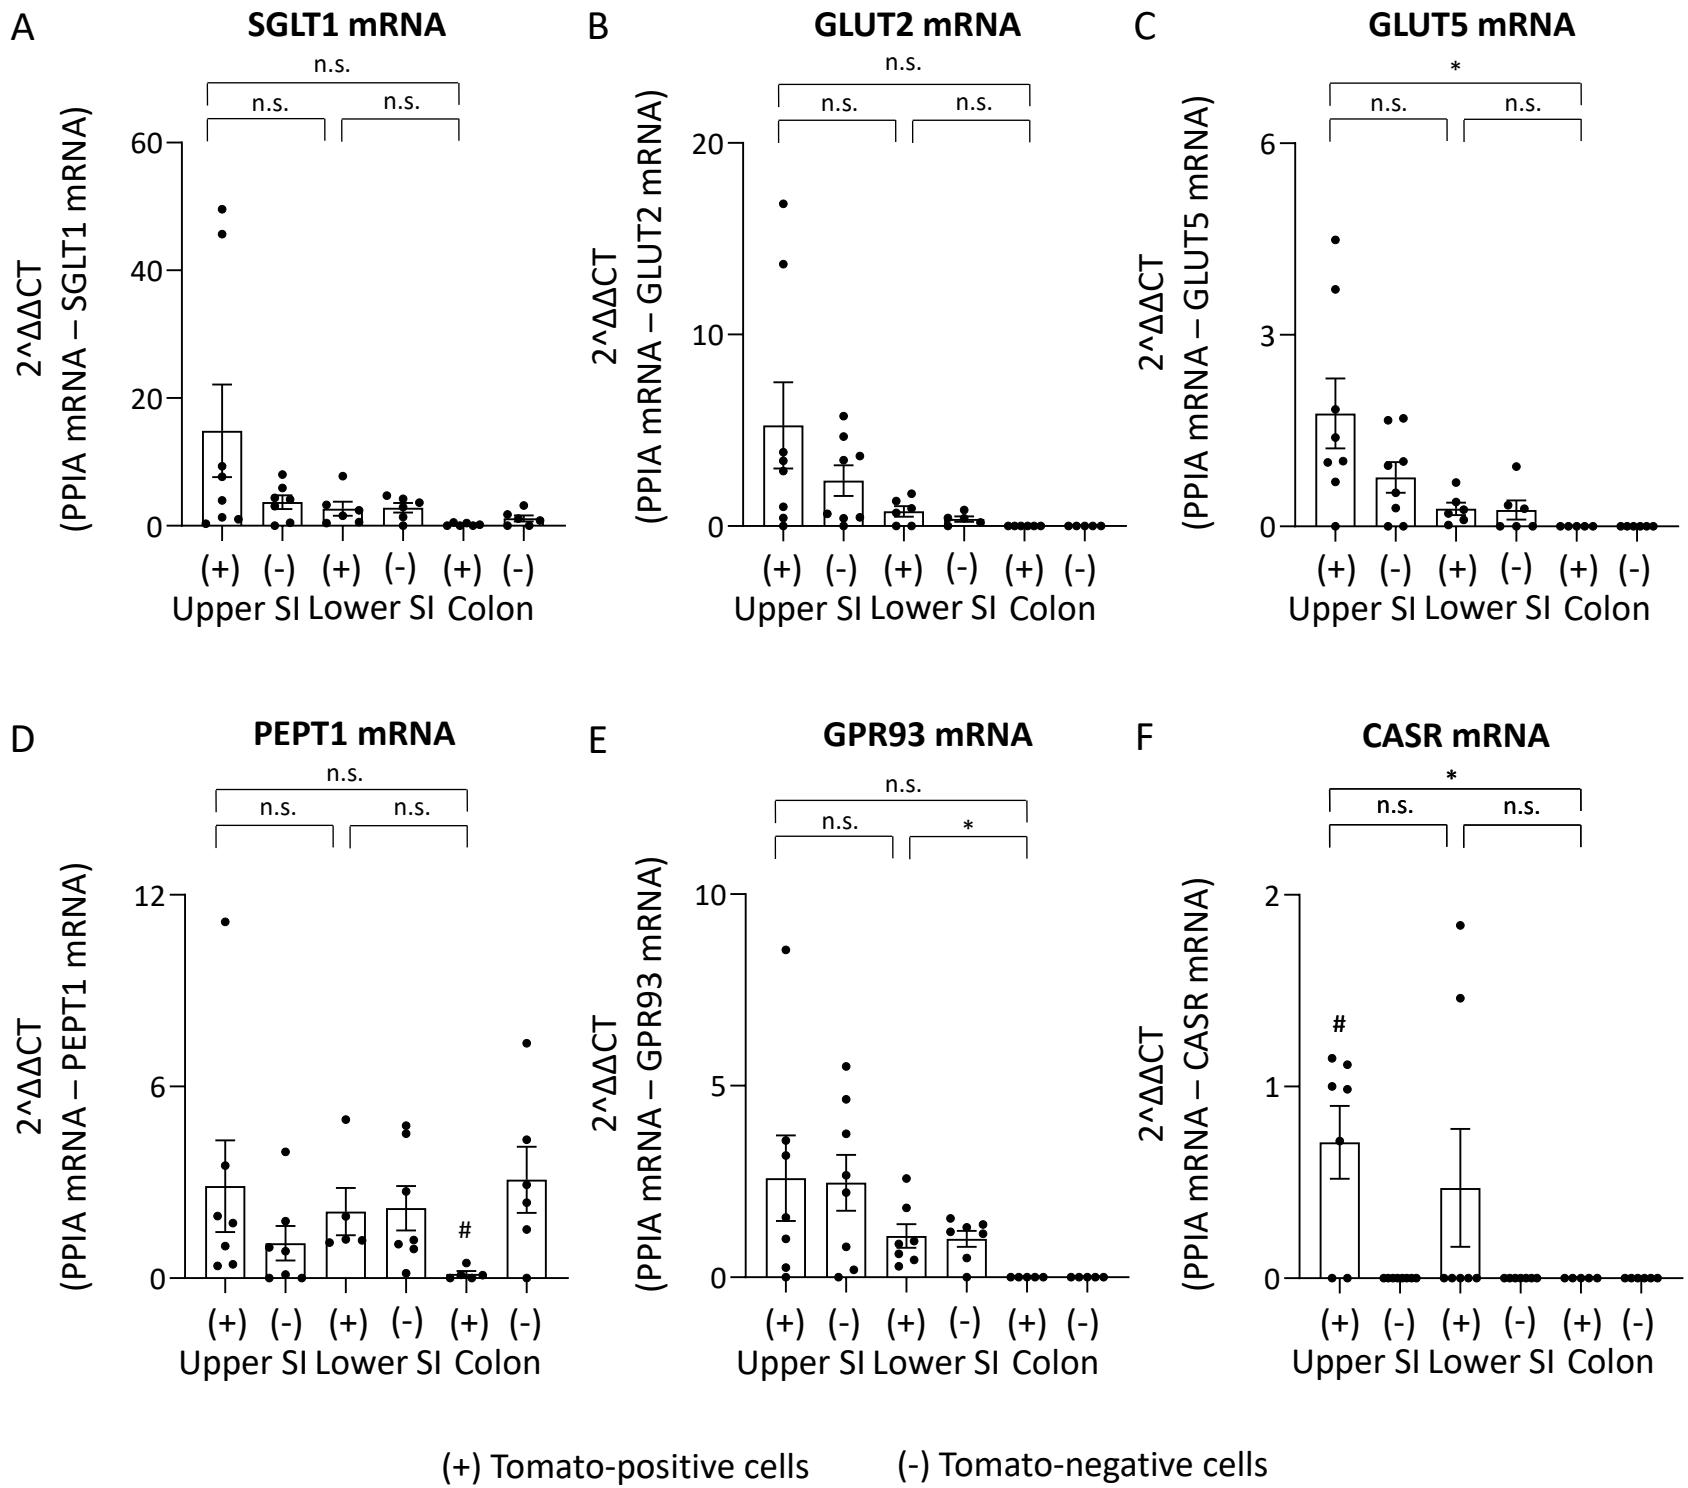 A
SGLT1 mRNA
n.s.
n.s.
n.s.
2^ΔΔCT
(PPIA mRNA – SGLT1 mRNA)
60
40
20
0
(+) (-) (+) (-) (+) (-)
Upper SI Lower SI Colon
B
GLUT2 mRNA
n.s.
n.s.
n.s.
2^ΔΔCT
(PPIA mRNA – GLUT2 mRNA)
20
10
0
(+) (-) (+) (-) (+) (-)
Upper SI Lower SI Colon
C
GLUT5 mRNA
*
n.s.
n.s.
2^ΔΔCT
(PPIA mRNA – GLUT5 mRNA)
6
3
0
(+) (-) (+) (-) (+) (-)
Upper SI Lower SI Colon
D
PEPT1 mRNA
n.s.
n.s.
n.s.
2^ΔΔCT
(PPIA mRNA – PEPT1 mRNA)
12
6
0
#
(+) (-) (+) (-) (+) (-)
Upper SI Lower SI Colon
E
GPR93 mRNA
n.s.
n.s.
*
2^ΔΔCT
(PPIA mRNA – GPR93 mRNA)
10
5
0
(+) (-) (+) (-) (+) (-)
Upper SI Lower SI Colon
F
CASR mRNA
*
n.s.
n.s.
2^ΔΔCT
(PPIA mRNA – CASR mRNA)
2
1
0
#
(+) (-) (+) (-) (+) (-)
Upper SI Lower SI Colon
(+) Tomato-positive cells
(-) Tomato-negative cells